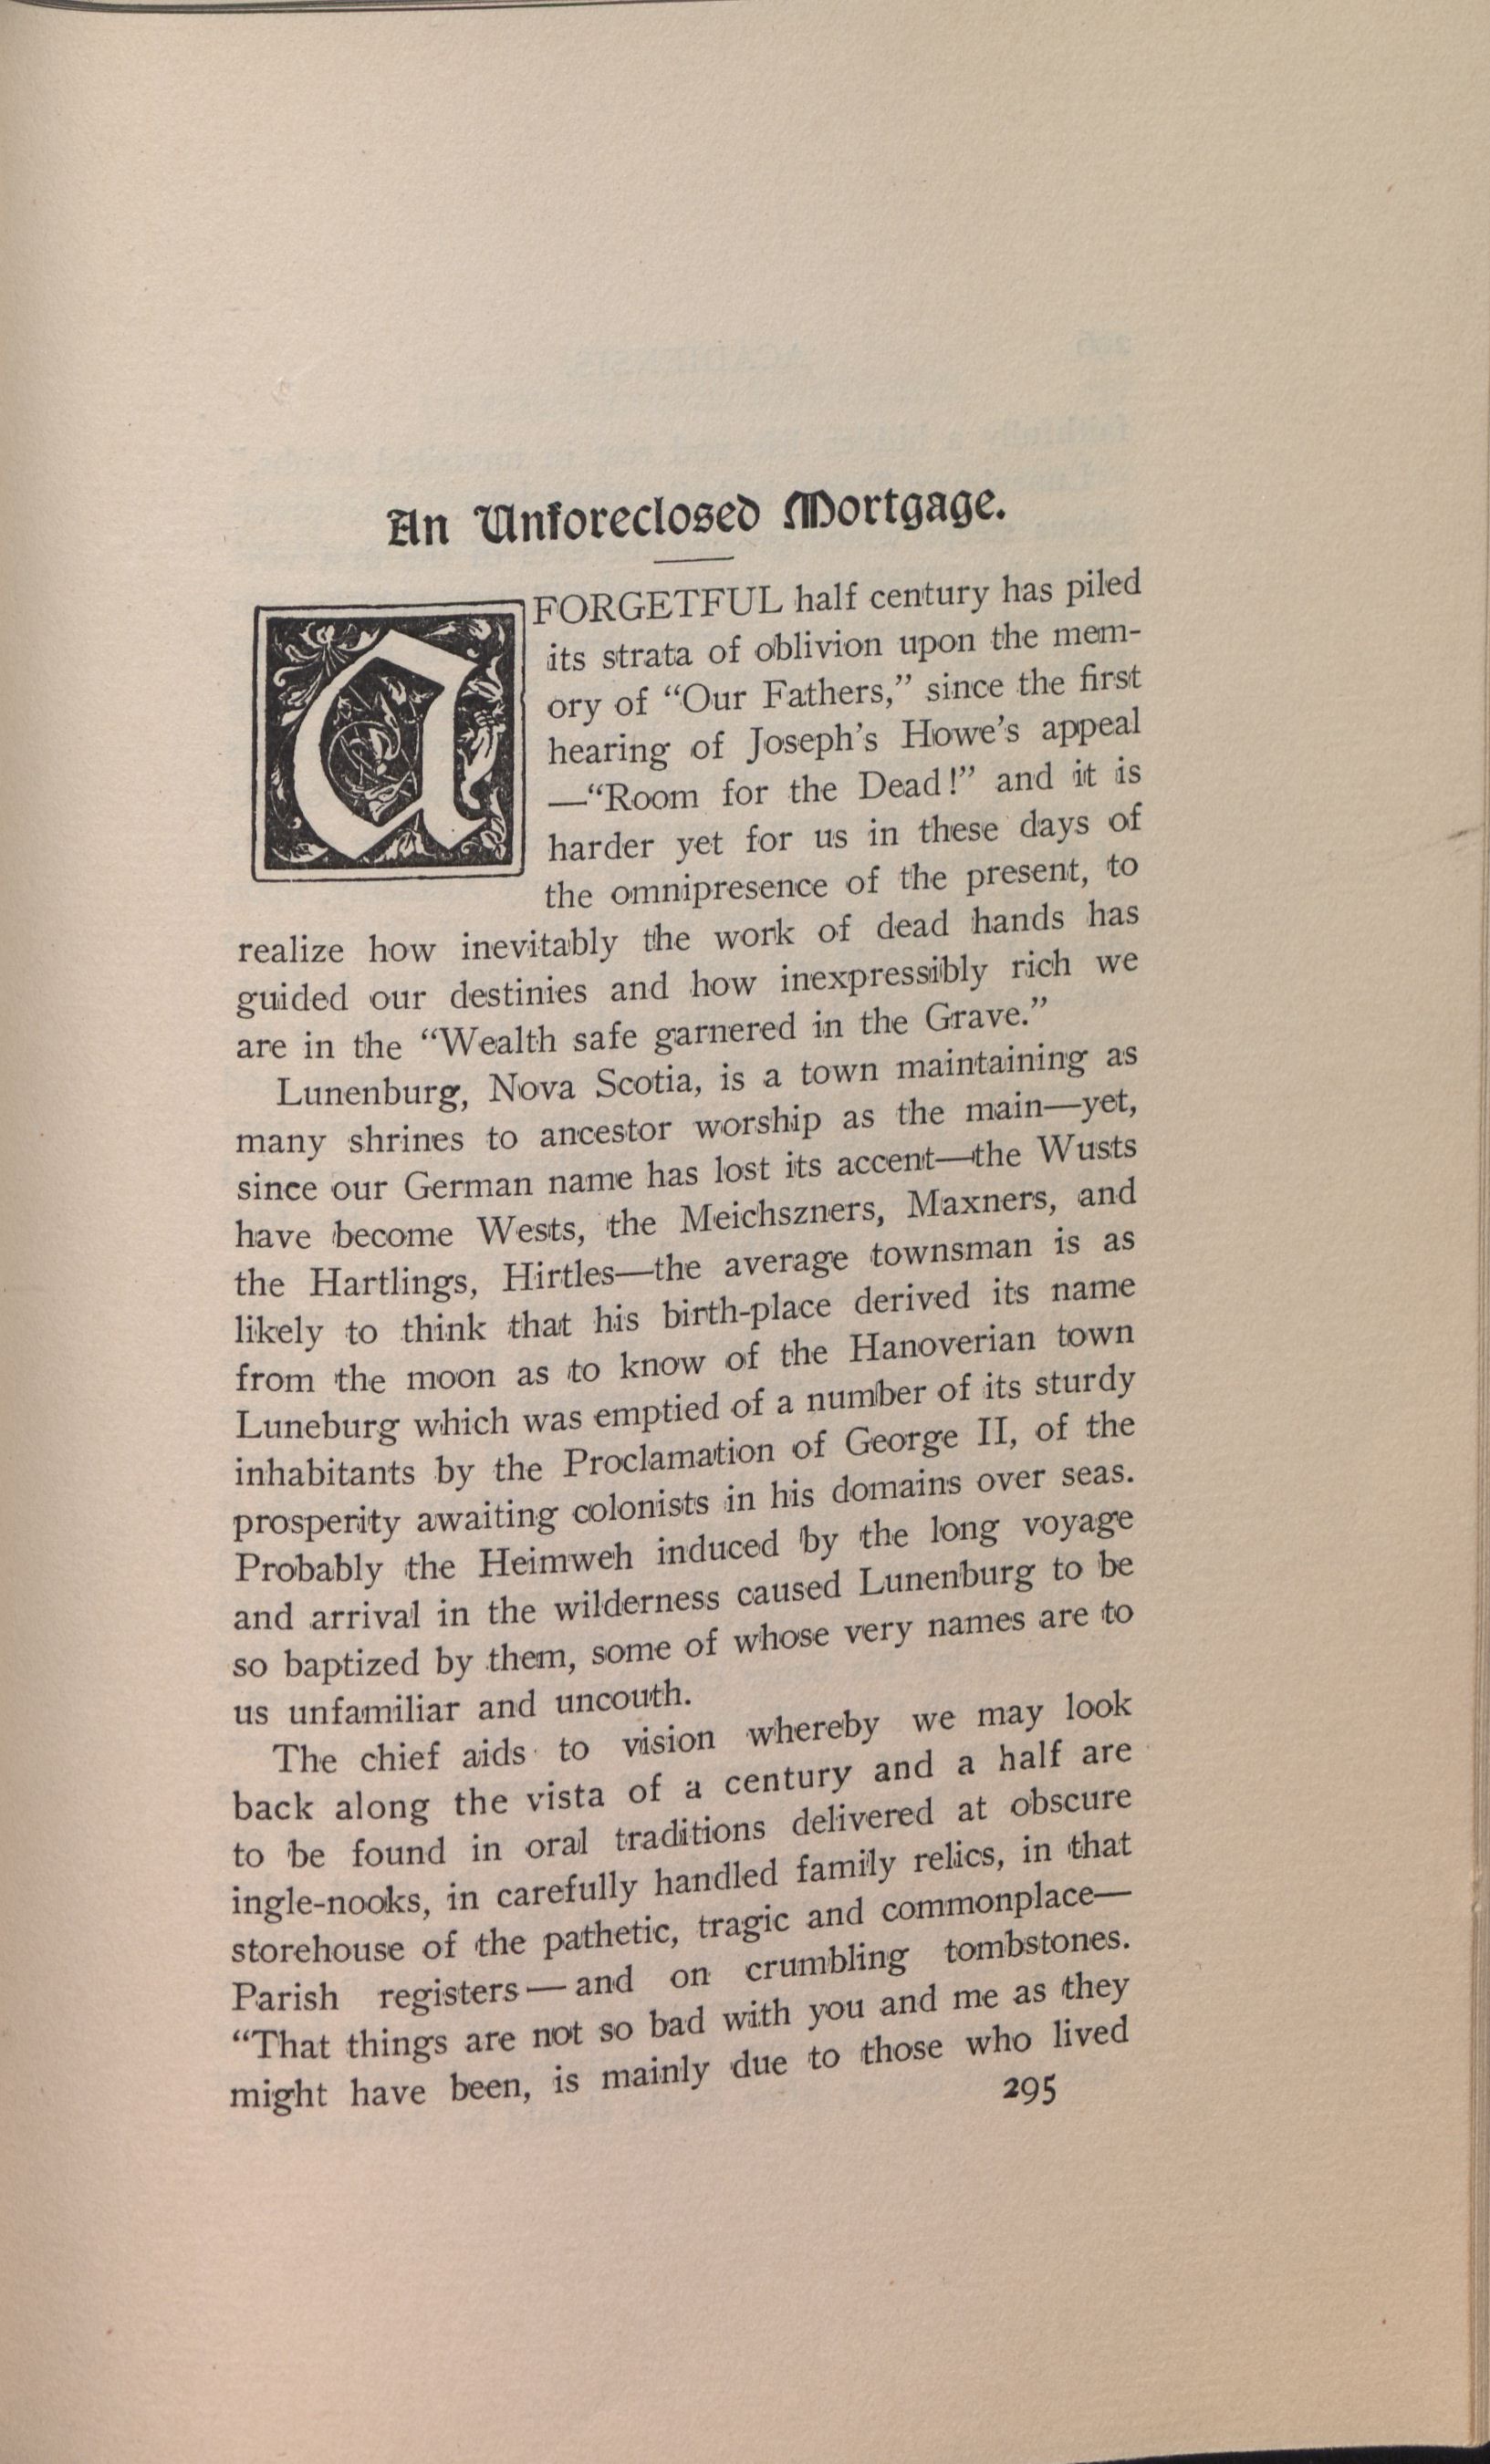 An Unforeclosed Mortgage.
A FORGETFUL half century has piled
its strata of oblivion upon the mem-
ory of “Our Fathers,” since the first
hearing of Joseph’s Howe’s appeal
—“Room for the Dead!” and it is
harder yet for us in these days of
the omnipresence of the present, to
realize how inevitably the work of dead hands has
guided our destinies and how inexpressibly rich we
are in the “Wealth safe garnered in the Grave.”
Lunenburg, Nova Scotia, is a town maintaining as
many shrines to ancestor worship as the main—yet,
since our German name has lost its accent—the Wusts
have become Wests, the Meichszners, Maxners, and
the Hartlings, Hirtles—the average townsman is as
likely to think that his birth-place derived its name
from the moon as to know of the Hanoverian town
Luneburg which was emptied of a number of its sturdy
inhabitants by the Proclamation of George II, of the
prosperity awaiting colonists in his domains over seas.
Probably the Heimweh induced by the long voyage
and arrival in the wilderness caused Lunenburg to be
so baptized by them, some of whose very names are to
us unfamiliar and uncouth.
The chief aids to vision whereby we may look
back along the vista of a century and a half are
to be found in oral traditions delivered at obscure
ingle-nooks, in carefully handled family relics, in that
storehouse of the pathetic, tragic and commonplace—
Parish registers — and on crumbling tombstones.
“That things are not so bad with you and me as they
might have been, is mainly due to those who lived
295